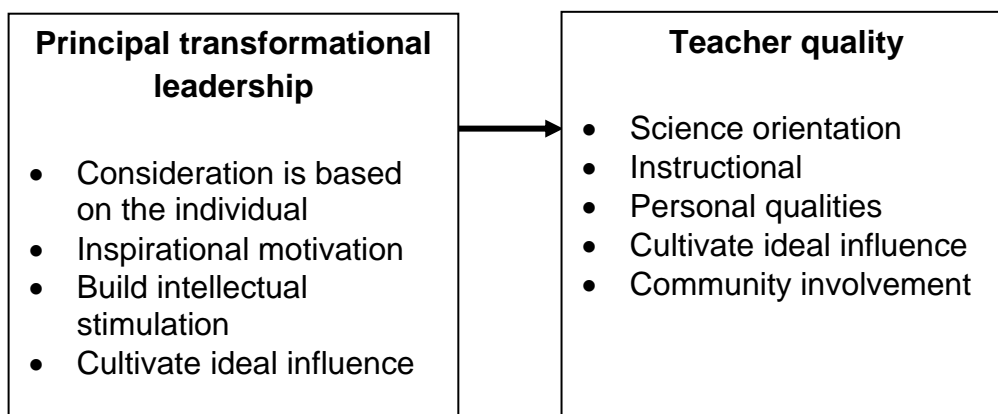 Principal transformational
leadership
• Consideration is based
on the individual
• Inspirational motivation
• Build intellectual
stimulation
• Cultivate ideal influence
Teacher quality
• Science orientation
• Instructional
• Personal qualities
• Cultivate ideal influence
• Community involvement